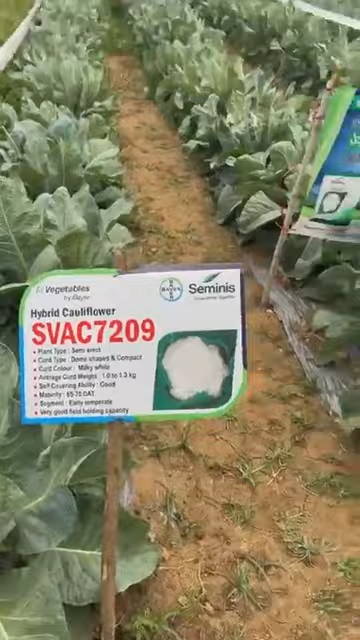 Vegetables
by Bayer
BAYER
Seminis
Hybrid Cauliflower
SVAC7209
• Plant Type : Semi erect
• Curd Type : Dome shaped & Compact
• Curd Colour : Milky white
• Average Curd Weight : 1.0 to 1.3 kg
• Self Covering Ability : Good
• Maturity : 65-70 DAT
• Segment : Early temperate
• Very good field holding capacity